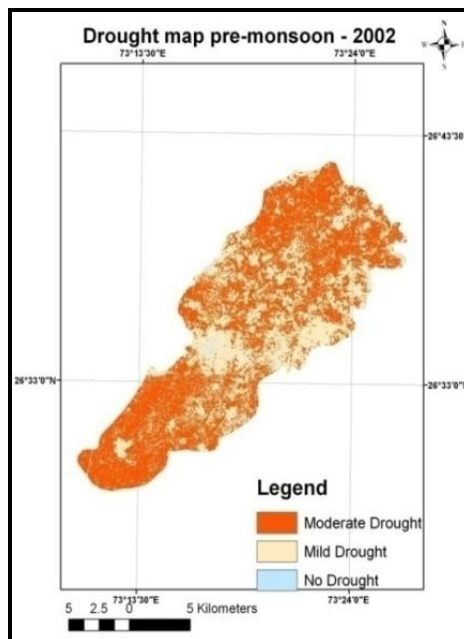 Drought map pre-monsoon - 2002
N
W E
S
73°13'30"E 73°24'0"E
26°43'30"
26°33'0"N 26°33'0"
Legend
Moderate Drought
Mild Drought
No Drought
73°13'30"E 73°24'0"E
5 2.5 0 5 Kilometers